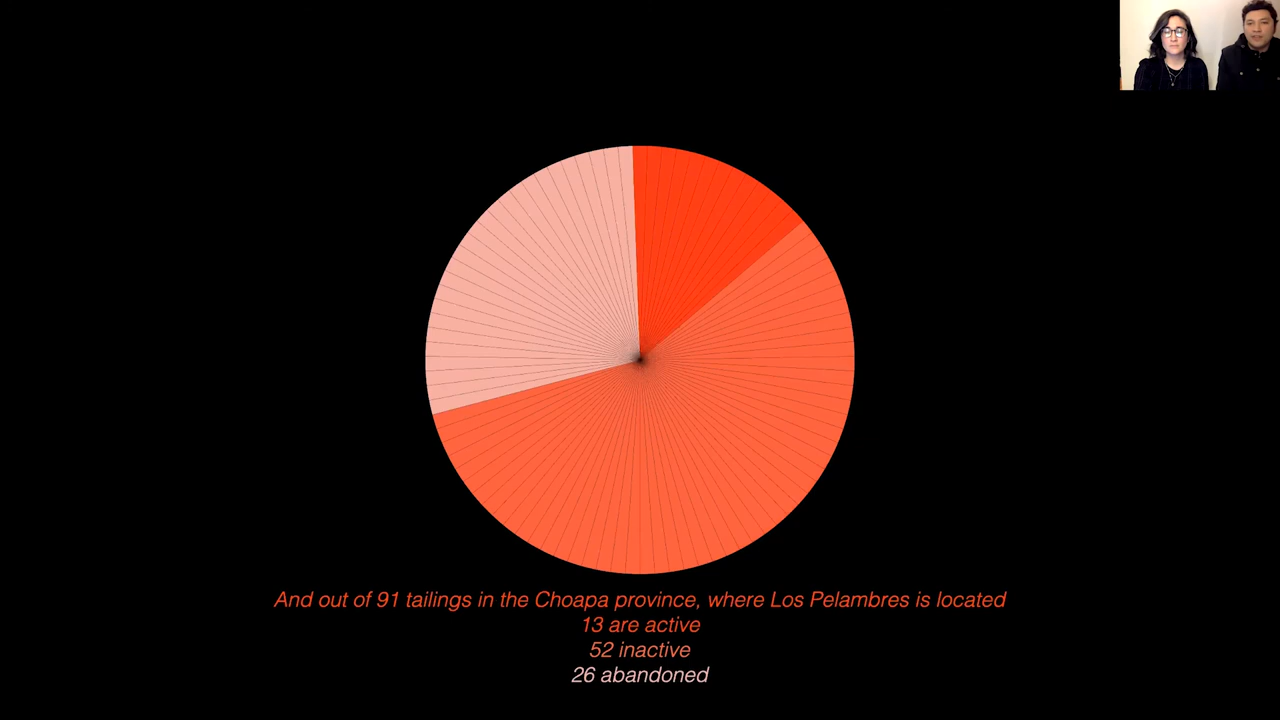 And out of 91 tailings in the Choapa province, where Los Pelambres is located
13 are active
52 inactive
26 abandoned